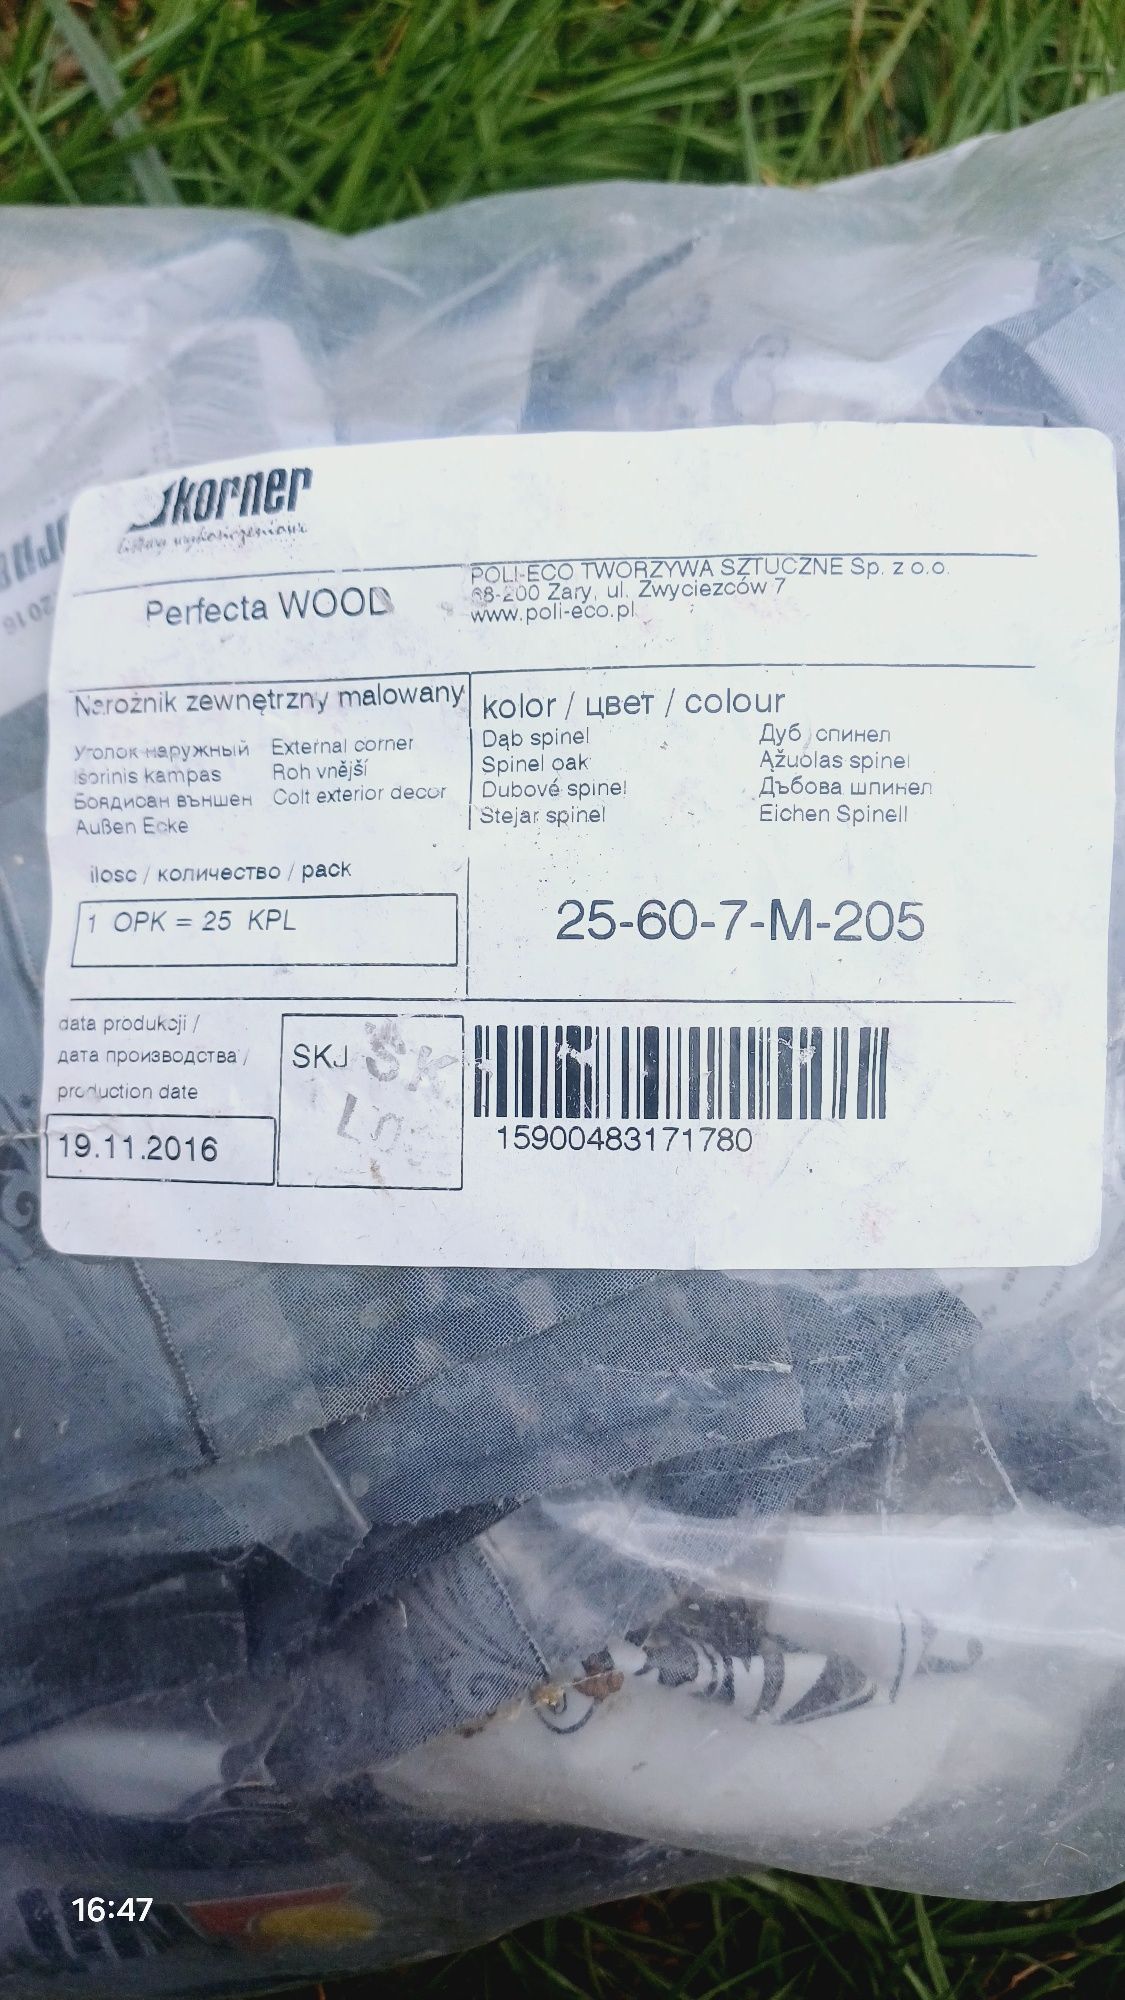 korner
Listwy wykończeniowe
Perfecta WOOD
POLI-ECO TWORZYWA SZTUCZNE Sp. z o.o.
68-200 Żary, ul. Zwyciezców 7
www.poli-eco.pl
Narożnik zewnętrzny malowany
Уголок наружный External corner
Išorinis kampas Roh vnější
Боядисан външен Colt exterior decor
Außen Ecke
kolor / цвет / colour
Dąb spinel Дуб спинел
Spinel oak Ąžuolas spinel
Dubové spinel Дъбова шпинел
Stejar spinel Eichen Spinell
ilosc / количество / pack
1 OPK = 25 KPL
25-60-7-M-205
data produkcji /
дата производства /
production date
19.11.2016
SKJ
15900483171780
16:47